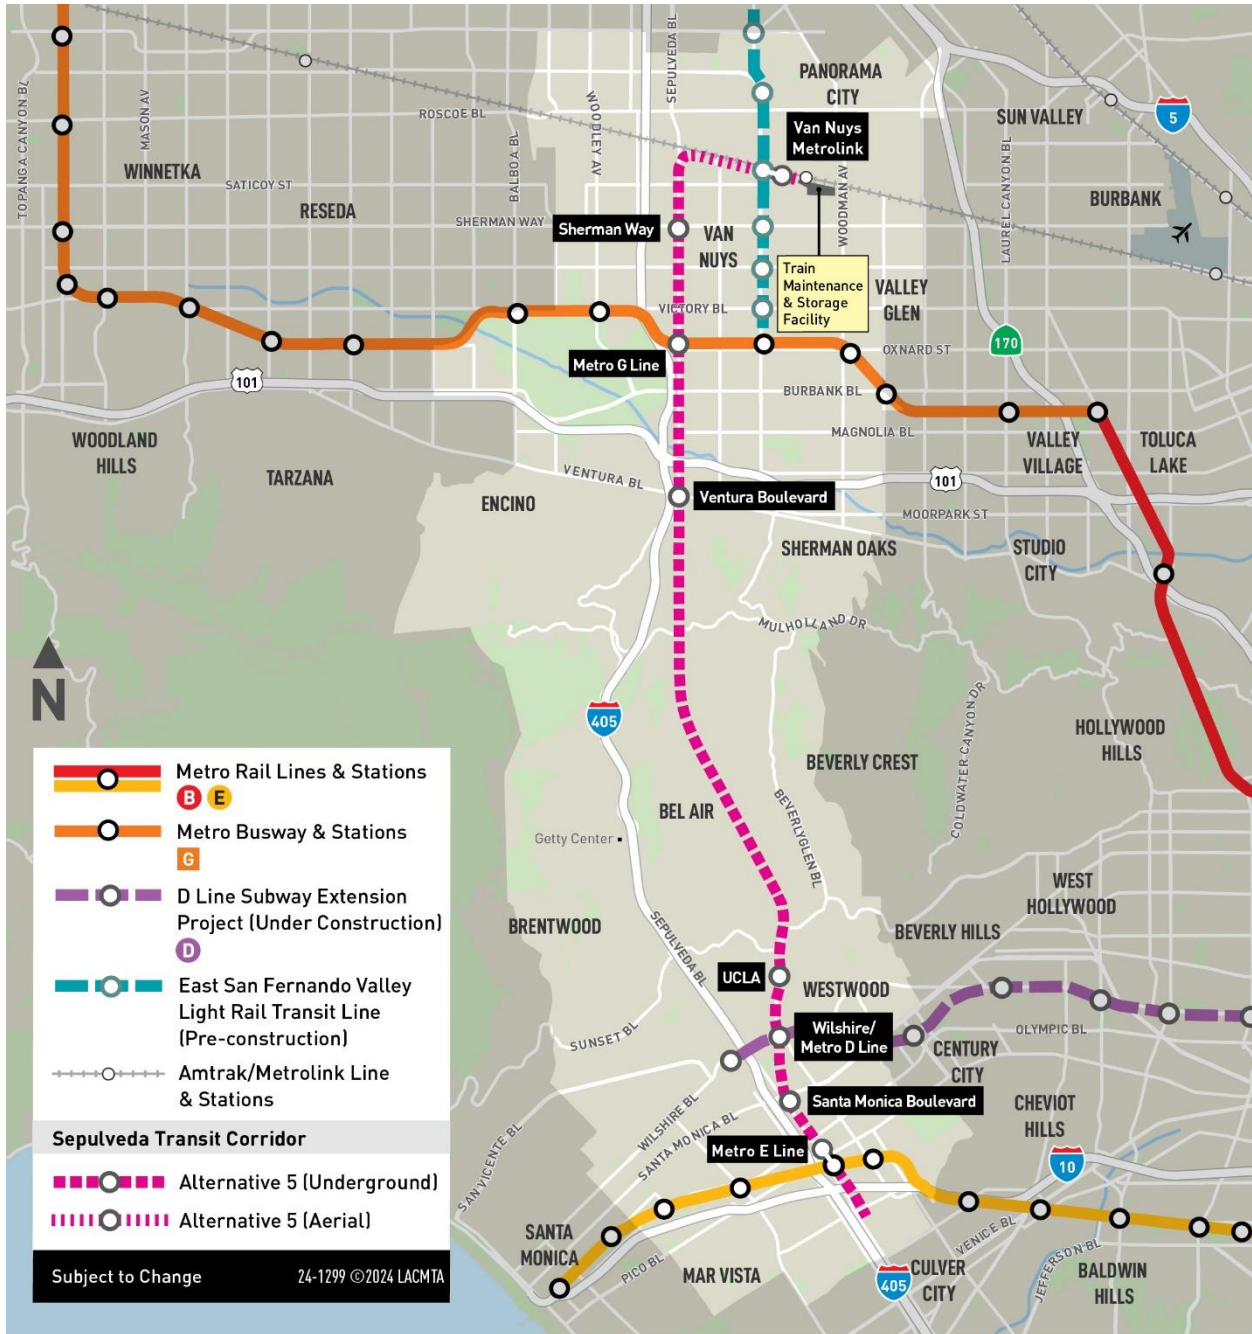 SEPULVEDA BL
PANORAMA
CITY
TOPANGA CANYON BL
MASON AV
ROSCOE BL
BALBOA BL
WOODLEY AV
Van Nuys
Metrolink
SUN VALLEY
5
WINNETKA
SATICOY ST
RESEDA
SHERMAN WAY
Sherman Way
VAN
NUYS
WOODMAN AV
LAUREL CANYON BL
BURBANK
Train
Maintenance
& Storage
Facility
VALLEY
GLEN
VICTORY BL
Metro G Line
OXNARD ST
170
101
BURBANK BL
MAGNOLIA BL
WOODLAND
HILLS
TARZANA
VENTURA BL
ENCINO
Ventura Boulevard
101
VALLEY
VILLAGE
TOLUCA
LAKE
MOORPARK ST
SHERMAN OAKS
STUDIO
CITY
MULHOLLAND DR
N
405
COLDWATER CANYON DR
HOLLYWOOD
HILLS
BEVERLY CREST
BEL AIR
BEVERLYGLEN BL
Getty Center
WEST
HOLLYWOOD
BRENTWOOD
SEPULVEDA BL
BEVERLY HILLS
UCLA
WESTWOOD
Wilshire/
Metro D Line
OLYMPIC BL
CENTURY
CITY
SUNSET BL
Santa Monica Boulevard
CHEVIOT
HILLS
WILSHIRE BL
SANTA MONICA BL
Metro E Line
10
SAN VICENTE BL
SANTA
MONICA
PICO BL
MAR VISTA
405
CULVER
CITY
VENICE BL
JEFFERSON BL
BALDWIN
HILLS
Metro Rail Lines & Stations
B E
Metro Busway & Stations
G
D Line Subway Extension
Project (Under Construction)
D
East San Fernando Valley
Light Rail Transit Line
(Pre-construction)
Amtrak/Metrolink Line
& Stations
Sepulveda Transit Corridor
Alternative 5 (Underground)
Alternative 5 (Aerial)
Subject to Change
24-1299 ©2024 LACMTA